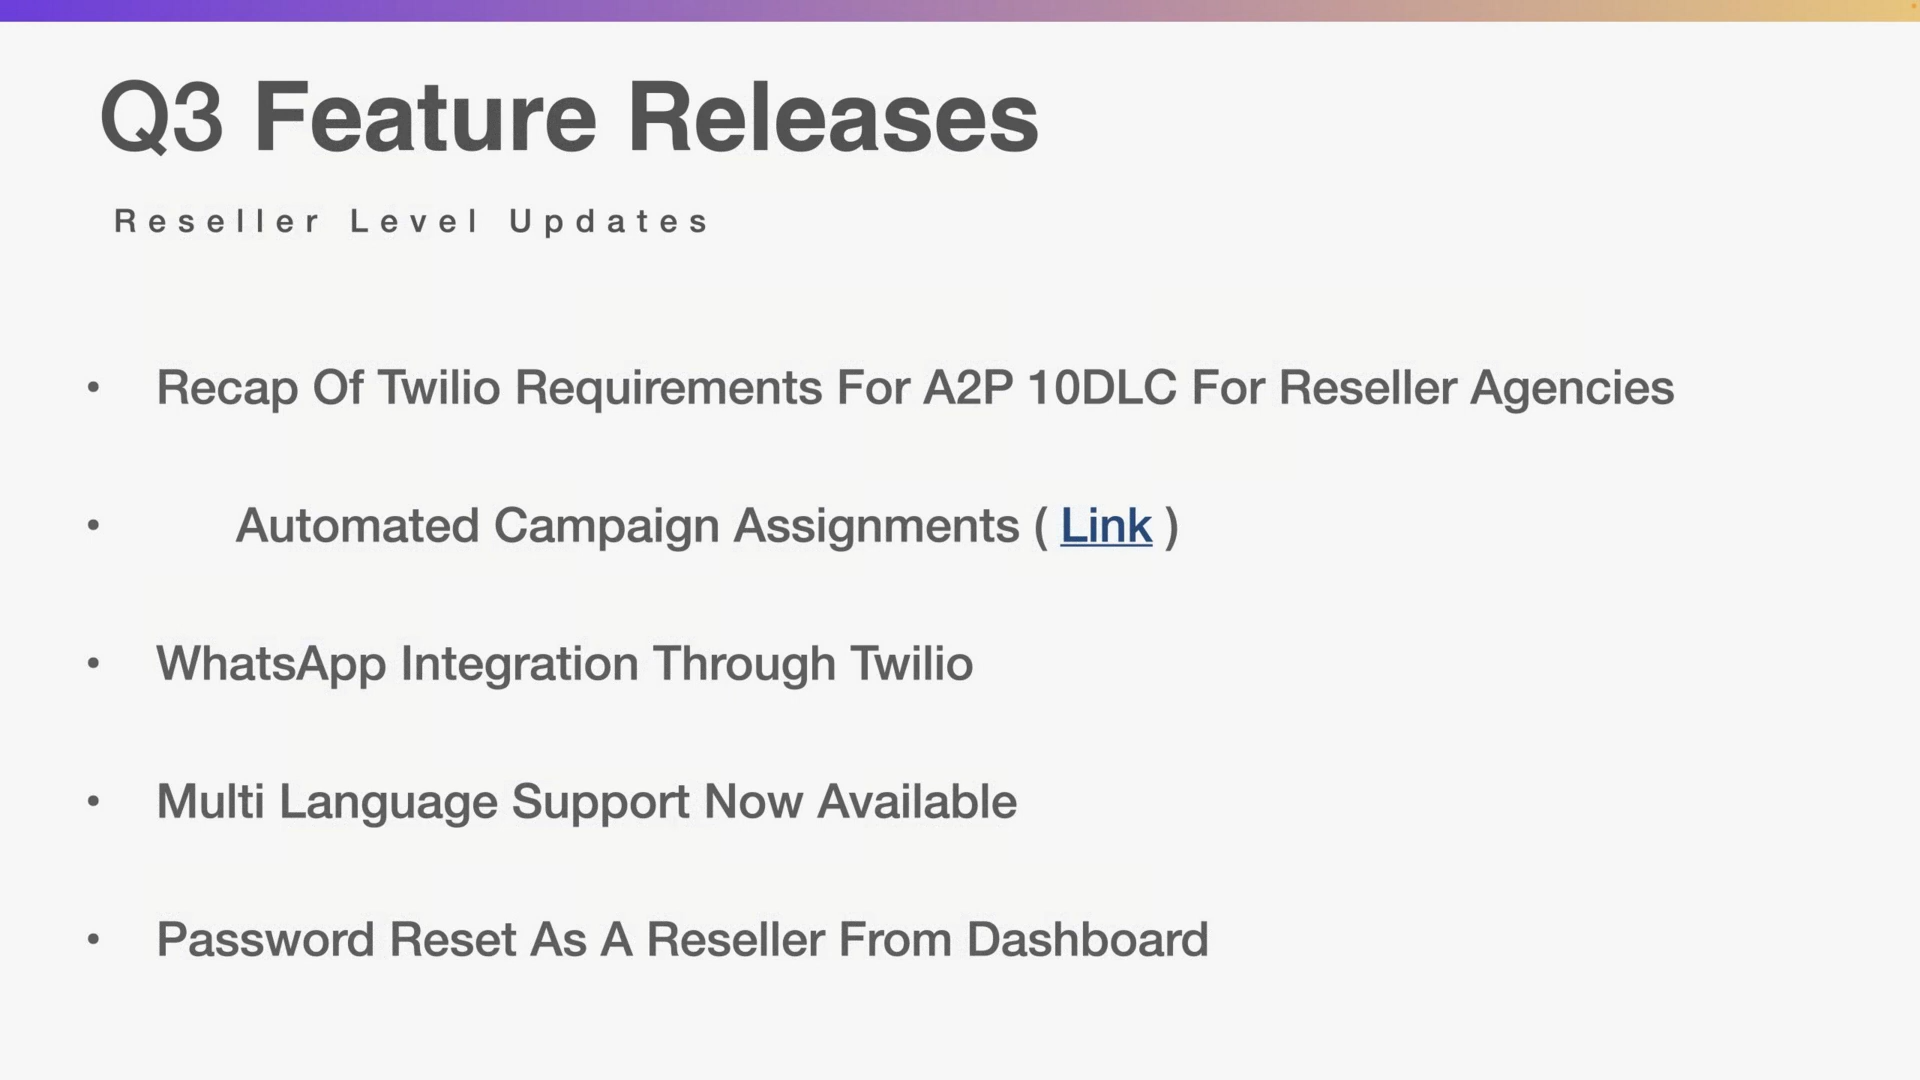 Q3 Feature Releases
Reseller Level Updates
• Recap Of Twilio Requirements For A2P 10DLC For Reseller Agencies
• Automated Campaign Assignments ( Link )
• WhatsApp Integration Through Twilio
• Multi Language Support Now Available
• Password Reset As A Reseller From Dashboard